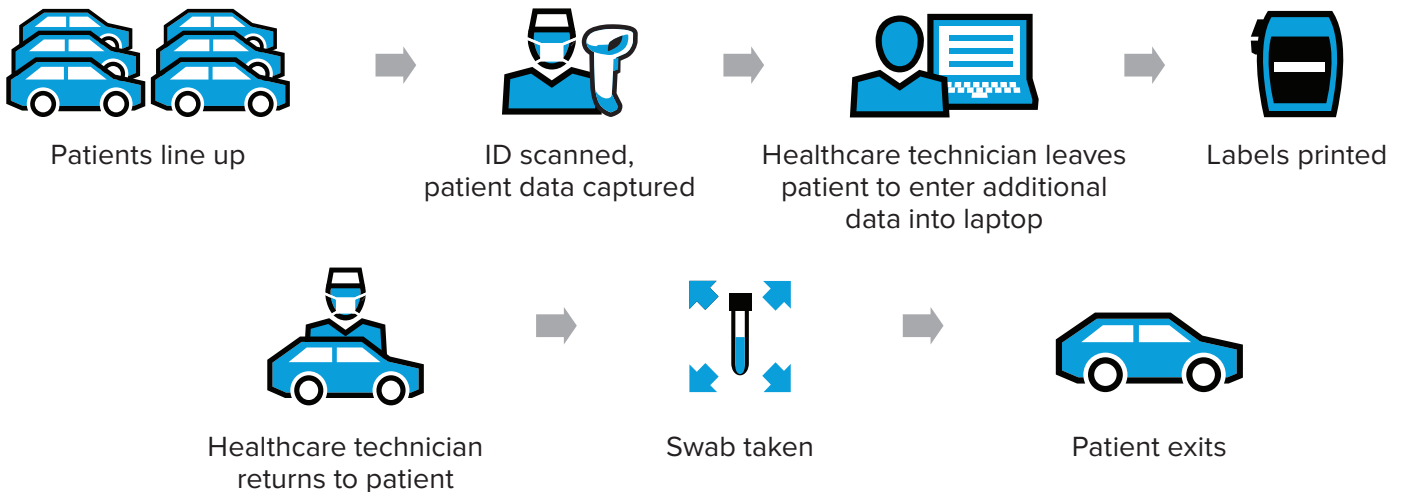 Patients line up
ID scanned,
patient data captured
Healthcare technician leaves
patient to enter additional
data into laptop
Labels printed
Healthcare technician
returns to patient
Swab taken
Patient exits